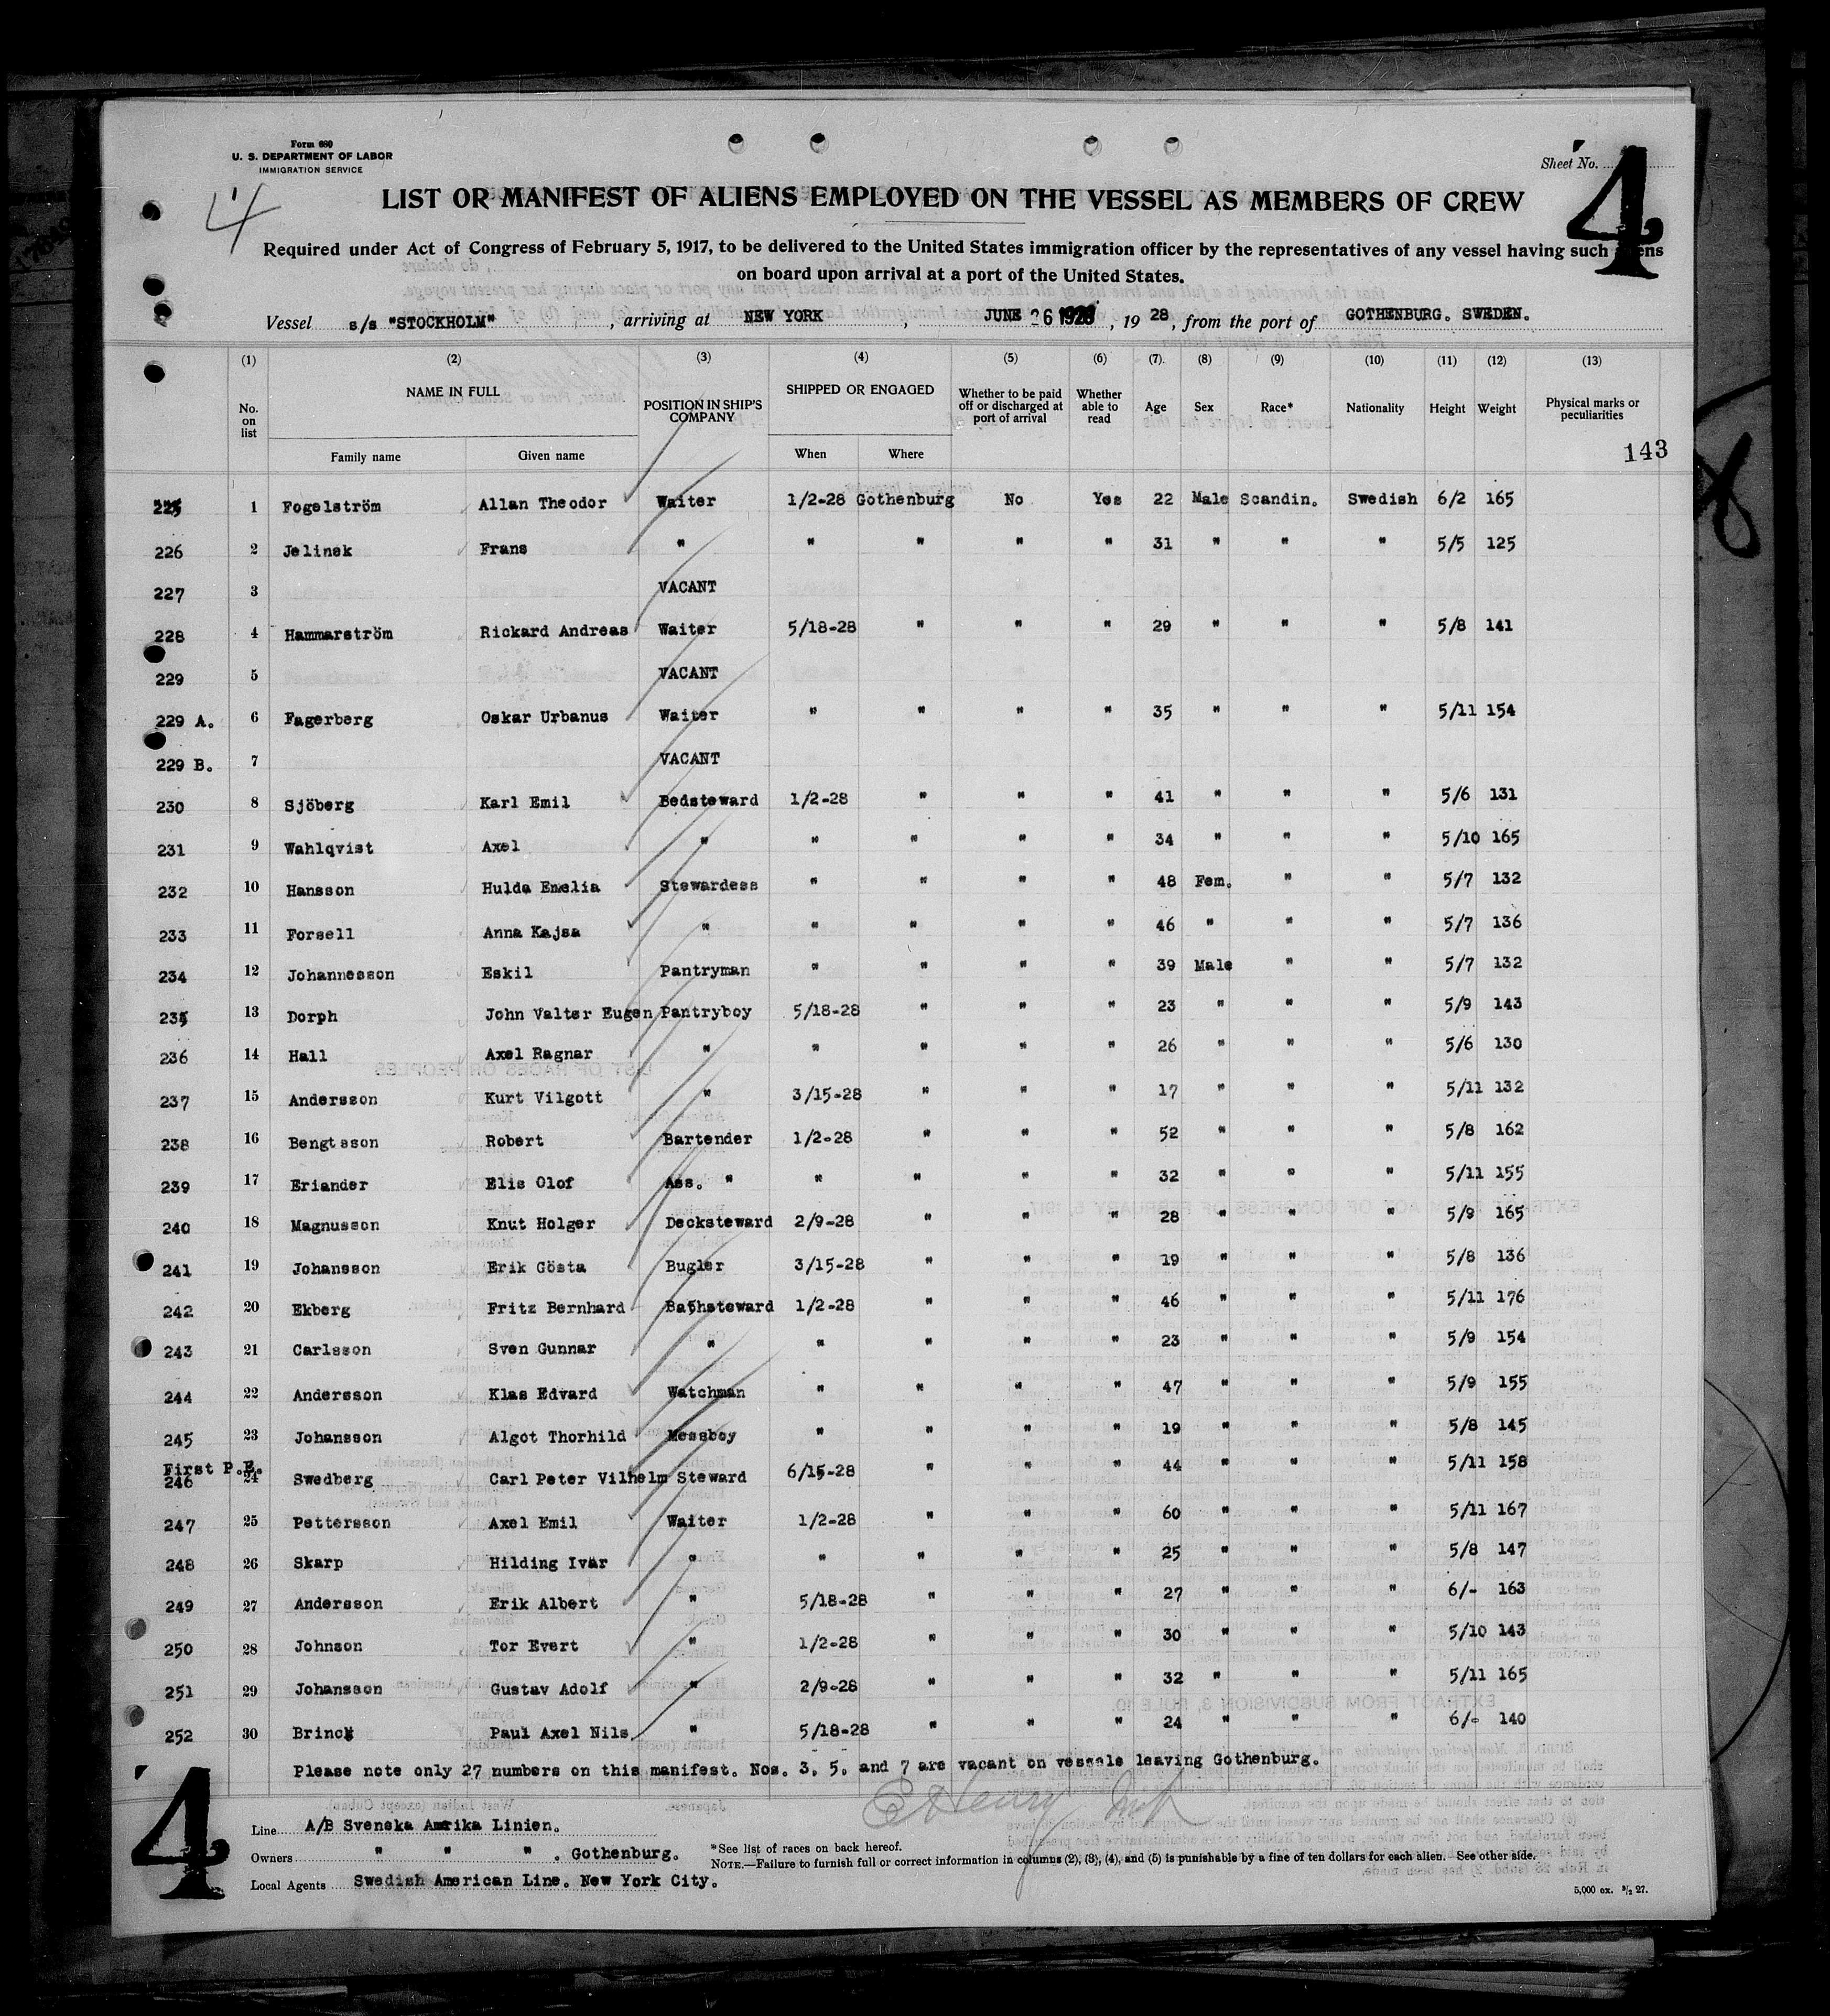 Form 680
U. S. DEPARTMENT OF LABOR
IMMIGRATION SERVICE
Sheet No. 4
4
LIST OR MANIFEST OF ALIENS EMPLOYED ON THE VESSEL AS MEMBERS OF CREW
Required under Act of Congress of February 5, 1917, to be delivered to the United States immigration officer by the representatives of any vessel having such aliens
on board upon arrival at a port of the United States.
Vessel s/s "STOCKHOLM", arriving at NEW YORK, JUNE 26 1928, 19 28, from the port of GOTHENBURG. SWEDEN.
(1) (2) (3) (4) (5) (6) (7) (8) (9) (10) (11) (12) (13)
No. on list NAME IN FULL Family name Given name POSITION IN SHIP'S COMPANY SHIPPED OR ENGAGED When Where Whether to be paid off or discharged at port of arrival Whether able to read Age Sex Race* Nationality Height Weight Physical marks or peculiarities
143
225 1 Fogelström Allan Theodor Waiter 1/2-28 Gothenburg No Yes 22 Male Scandin. Swedish 6/2 165
226 2 Jelinek Frans " " " " " 31 " " " 5/5 125
227 3 VACANT
228 4 Hammarström Rickard Andreas Waiter 5/18-28 " " " 29 " " " 5/8 141
229 5 VACANT
229 A. 6 Fagerberg Oskar Urbanus Waiter " " " " 35 " " " 5/11 154
229 B. 7 VACANT
230 8 Sjöberg Karl Emil Bedsteward 1/2-28 " " " 41 " " " 5/6 131
231 9 Wahlqvist Axel " " " " " 34 " " " 5/10 165
232 10 Hansson Hulda Emelia Stewardess " " " " 48 Fem. " " 5/7 132
233 11 Forsell Anna Kajsa " " " " " 46 " " " 5/7 136
234 12 Johannesson Eskil Pantryman " " " " 39 Male " " 5/7 132
235 13 Dorph John Valter Eugen Pantryboy 5/18-28 " " " 23 " " " 5/9 143
236 14 Hall Axel Ragnar " " " " " 26 " " " 5/6 130
237 15 Andersson Kurt Vilgott " 3/15-28 " " " 17 " " " 5/11 132
238 16 Bengtsson Robert Bartender 1/2-28 " " " 52 " " " 5/8 162
239 17 Eriander Elis Olof Ass. " " " " " 32 " " " 5/11 155
240 18 Magnusson Knut Holger Decksteward 2/9-28 " " " 28 " " " 5/9 165
241 19 Johansson Erik Gösta Bugler 3/15-28 " " " 19 " " " 5/8 136
242 20 Ekberg Fritz Bernhard Bathsteward 1/2-28 " " " 46 " " " 5/11 176
243 21 Carlsson Sven Gunnar " " " " " 23 " " " 5/9 154
244 22 Andersson Klas Edvard Watchman " " " " 47 " " " 5/9 155
245 23 Johansson Algot Thorhild Messboy " " " " 19 " " " 5/8 145
First P.E.
246 24 Swedberg Carl Peter Vilhelm Steward 6/15-28 " " " 44 " " " 5/11 158
247 25 Pettersson Axel Emil Waiter 1/2-28 " " " 60 " " " 5/11 167
248 26 Skarp Hilding Ivar " " " " " 25 " " " 5/8 147
249 27 Andersson Erik Albert " 5/18-28 " " " 27 " " " 6/- 163
250 28 Johnson Tor Evert " 1/2-28 " " " 30 " " " 5/10 143
251 29 Johansson Gustav Adolf " 2/9-28 " " " 32 " " " 5/11 165
252 30 Brinck Paul Axel Nils " 5/18-28 " " " 24 " " " 6/- 140
Please note only 27 numbers on this manifest. Nos. 3, 5, and 7 are vacant on vessels leaving Gothenburg.
4
Line A/B Svenska Amrika Linien.
Owners " " " . Gothenburg.
Local Agents Swedish American Line. New York City.
*See list of races on back hereof.
NOTE.—Failure to furnish full or correct information in columns (2), (3), (4), and (5) is punishable by a fine of ten dollars for each alien. See other side.
5,000 ex. 3/2 27.